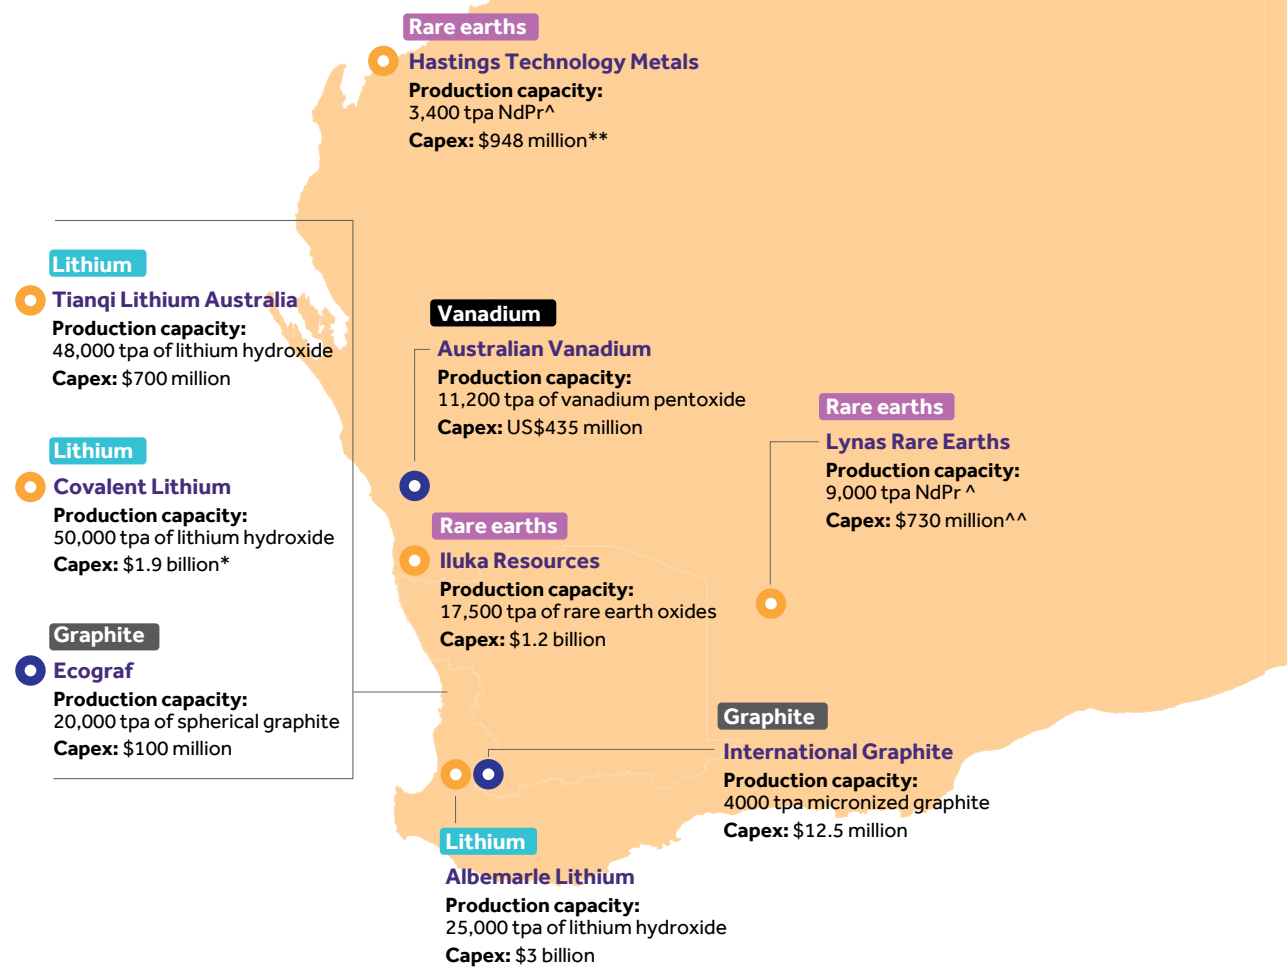 Rare earths
Hastings Technology Metals
Production capacity:
3,400 tpa NdPr^
Capex: $948 million**
Lithium
Tianqi Lithium Australia
Production capacity:
48,000 tpa of lithium hydroxide
Capex: $700 million
Lithium
Covalent Lithium
Production capacity:
50,000 tpa of lithium hydroxide
Capex: $1.9 billion*
Graphite
Ecograf
Production capacity:
20,000 tpa of spherical graphite
Capex: $100 million
Vanadium
Australian Vanadium
Production capacity:
11,200 tpa of vanadium pentoxide
Capex: US$435 million
Rare earths
Lynas Rare Earths
Production capacity:
9,000 tpa NdPr ^
Capex: $730 million^^
Rare earths
Iluka Resources
Production capacity:
17,500 tpa of rare earth oxides
Capex: $1.2 billion
Graphite
International Graphite
Production capacity:
4000 tpa micronized graphite
Capex: $12.5 million
Lithium
Albemarle Lithium
Production capacity:
25,000 tpa of lithium hydroxide
Capex: $3 billion